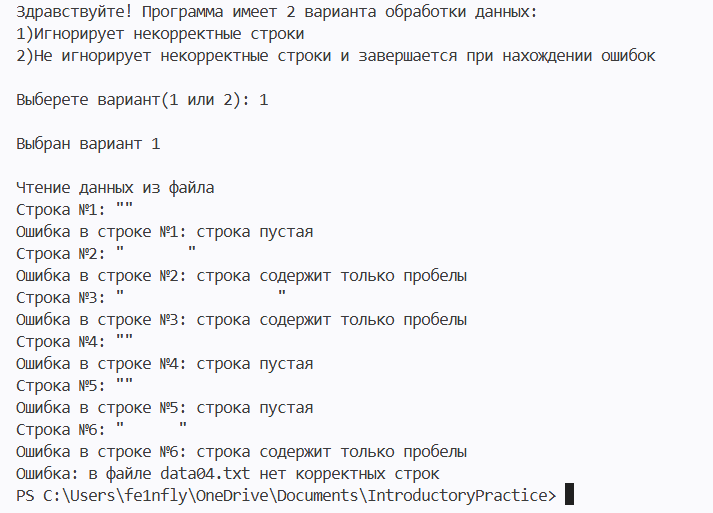 Здравствуйте! Программа имеет 2 варианта обработки данных:
1)Игнорирует некорректные строки
2)Не игнорирует некорректные строки и завершается при нахождении ошибок
Выберете вариант(1 или 2): 1
Выбран вариант 1
Чтение данных из файла
Строка №1: ""
Ошибка в строке №1: строка пустая
Строка №2: "       "
Ошибка в строке №2: строка содержит только пробелы
Строка №3: "                 "
Ошибка в строке №3: строка содержит только пробелы
Строка №4: ""
Ошибка в строке №4: строка пустая
Строка №5: ""
Ошибка в строке №5: строка пустая
Строка №6: "      "
Ошибка в строке №6: строка содержит только пробелы
Ошибка: в файле data04.txt нет корректных строк
PS C:\Users\fe1nfly\OneDrive\Documents\IntroductoryPractice>